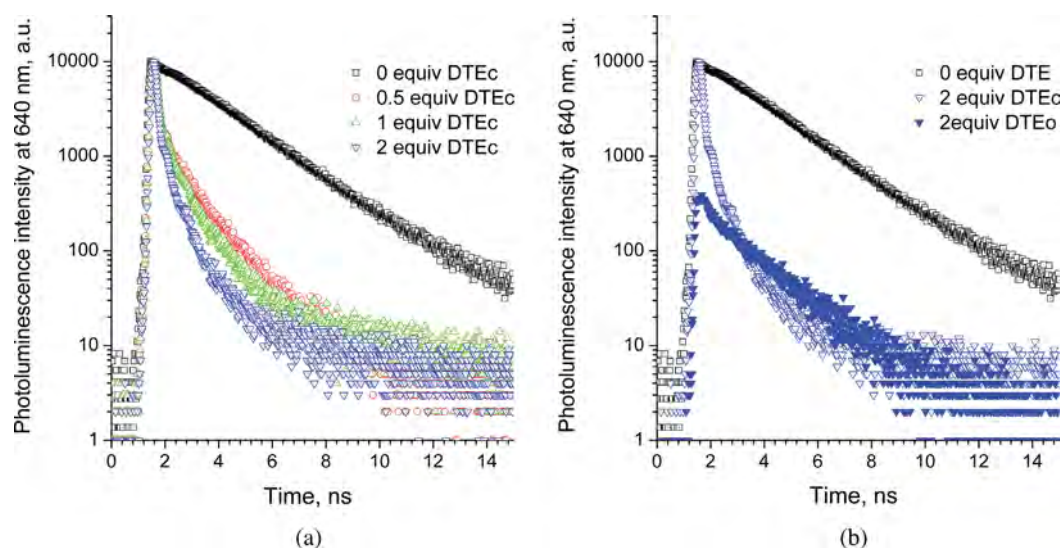 Photoluminescence intensity at 640 nm, a.u.
10000
1000
100
10
1
0 equiv DTEc
0.5 equiv DTEc
1 equiv DTEc
2 equiv DTEc
0 2 4 6 8 10 12 14
Time, ns
(a)
Photoluminescence intensity at 640 nm, a.u.
10000
1000
100
10
1
0 equiv DTE
2 equiv DTEc
2equiv DTEo
0 2 4 6 8 10 12 14
Time, ns
(b)